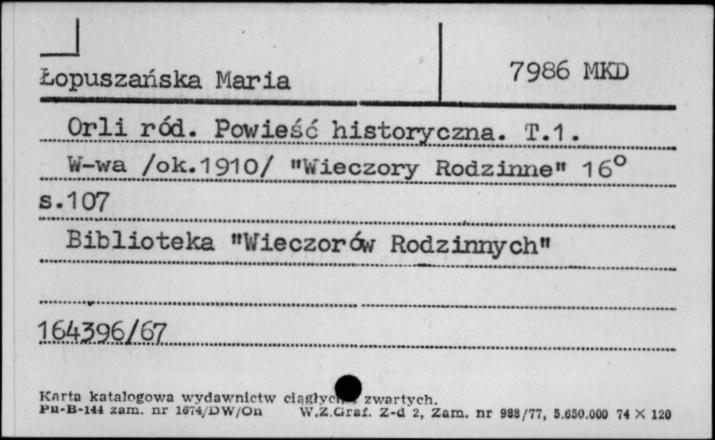 Łopuszańska Maria
7986 MKD
Orli ród. Powieść historyczna. T.1.
W-wa /ok.1910/ "Wieczory Rodzinne" 16°
s.107
Biblioteka "Wieczorów Rodzinnych"
164396/67
Karta katalogowa wydawnictw ciągłych zwartych.
Pu-B-144 zam. nr 1674/DW/On W.Z.Graf. Z-d 2, Zam. nr 988/77, 5.650.000 74 × 120